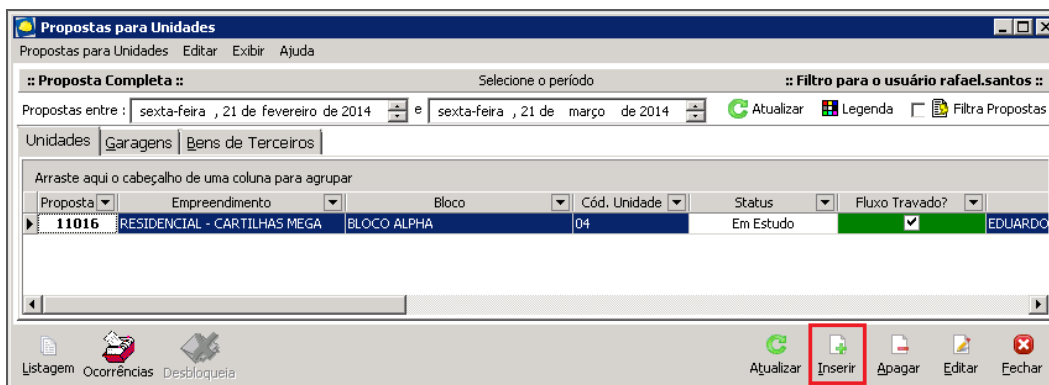 Propostas para Unidades
Propostas para Unidades Editar Exibir Ajuda
:: Proposta Completa :: Selecione o período :: Filtro para o usuário rafael.santos ::
Propostas entre : sexta-feira , 21 de fevereiro de 2014 e sexta-feira , 21 de março de 2014 Atualizar Legenda Filtra Propostas
Unidades Garagens Bens de Terceiros
Arraste aqui o cabeçalho de uma coluna para agrupar
Proposta Empreendimento Bloco Cód. Unidade Status Fluxo Travado?
11016 RESIDENCIAL - CARTILHAS MEGA BLOCO ALPHA 04 Em Estudo EDUARDO
Listagem Ocorrências Desbloqueia Atualizar Inserir Apagar Editar Fechar